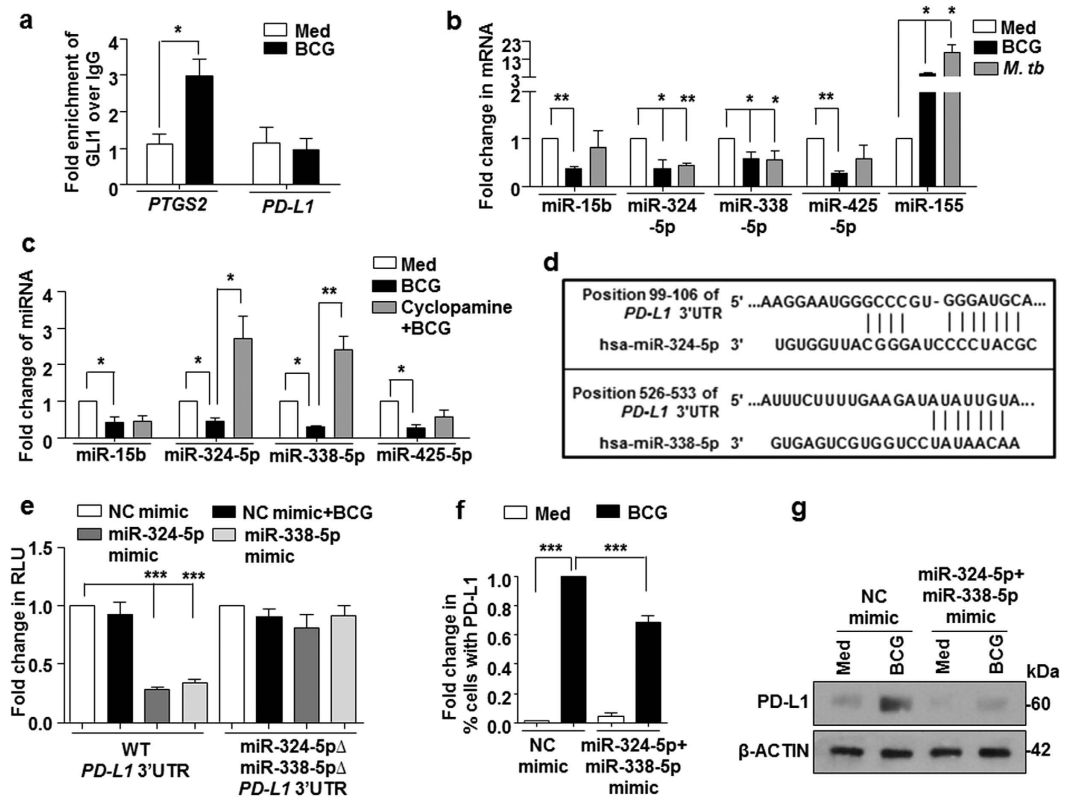 a
Fold enrichment of
GLI1 over IgG
4
3
2
1
0
Med
BCG
*
PTGS2
PD-L1
b
Fold change in mRNA
23
13
3
2
1
0
Med
BCG
M. tb
** * ** * * ** * *
miR-15b
miR-324
-5p
miR-338
-5p
miR-425
-5p
miR-155
c
Fold change of miRNA
4
3
2
1
0
Med
BCG
Cyclopamine
+BCG
* * * * ** *
miR-15b miR-324-5p miR-338-5p miR-425-5p
d
Position 99-106 of
PD-L1 3'UTR
5' ...AAGGAAUGGGCCCGU-GGGAUGCA...
hsa-miR-324-5p 3' UGUGGUUACGGGAUCCCCUACGC
Position 526-533 of
PD-L1 3'UTR
5' ...AUUUCUUUUGAAGAUAUAUUGUA...
hsa-miR-338-5p 3' GUGAGUCGUGGUCCUAUAACAA
e
NC mimic
NC mimic+BCG
miR-324-5p
mimic
miR-338-5p
mimic
Fold change in RLU
1.5
1.0
0.5
0.0
*** ***
WT
PD-L1 3'UTR
miR-324-5pΔ
miR-338-5pΔ
PD-L1 3'UTR
f
Med
BCG
Fold change in
% cells with PD-L1
1.0
0.8
0.6
0.4
0.2
0.0
*** ***
NC
mimic
miR-324-5p+
miR-338-5p
mimic
g
NC
mimic
miR-324-5p+
miR-338-5p
mimic
Med
BCG
Med
BCG
kDa
PD-L1
-60
β-ACTIN
-42